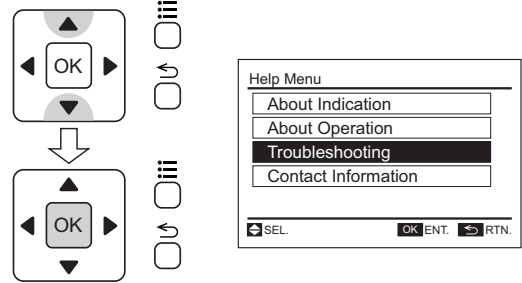 OK
OK
Help Menu
About Indication
About Operation
Troubleshooting
Contact Information
SEL. OK ENT. RTN.